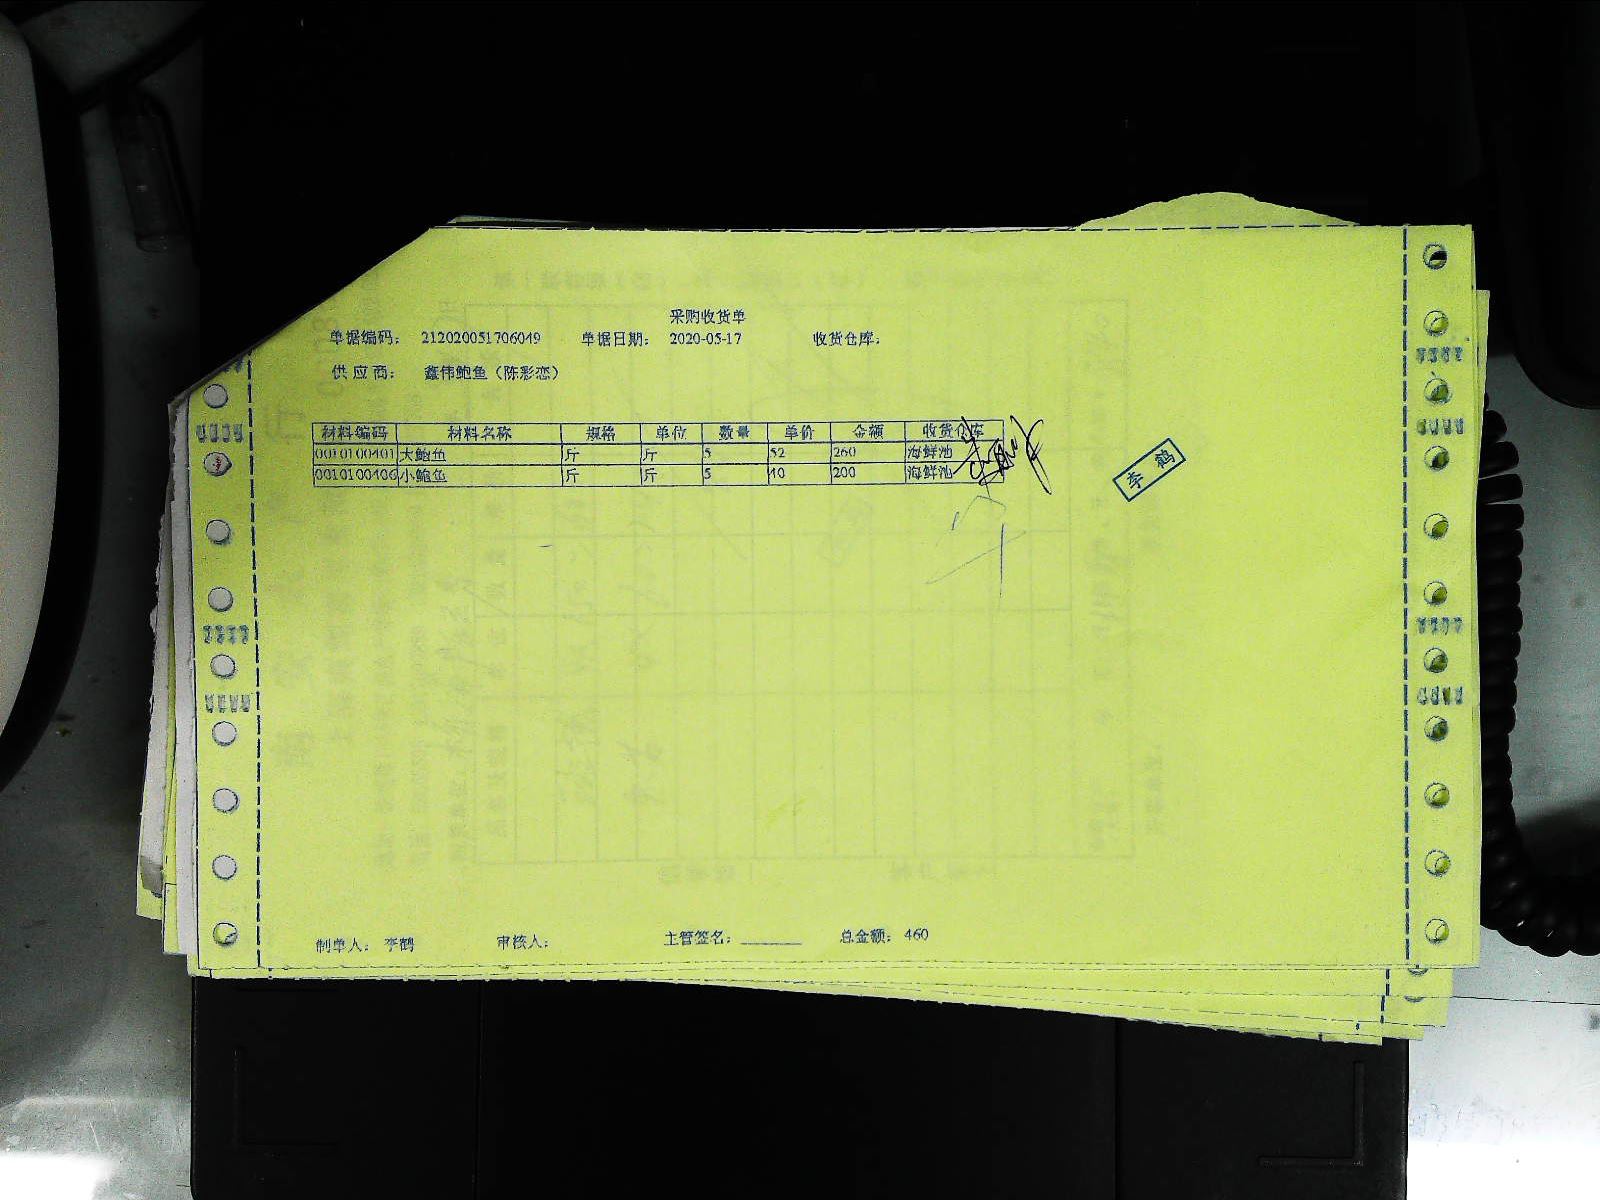 采购收货单
单据编码: 212020051706049 单据日期: 2020-05-17 收货仓库:
供应商: 鑫伟鲍鱼（陈彩恋）
材料编码 材料名称 规格 单位 数量 单价 金额 收货仓库
0010100401 大鲍鱼 斤 斤 5 52 260 海鲜池
0010100406 小鲍鱼 斤 斤 5 40 200 海鲜池
李鹤
制单人: 李鹤 审核人: 主管签名: 总金额: 460